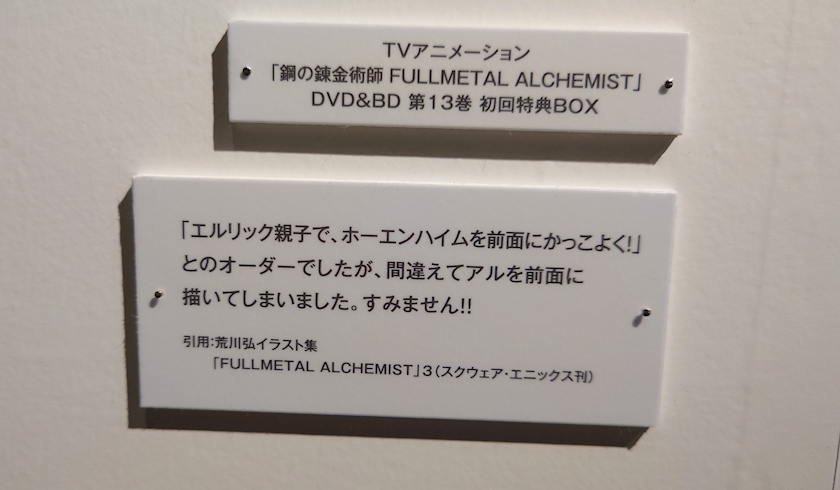 TVアニメーション
「鋼の錬金術師 FULLMETAL ALCHEMIST」
DVD&BD 第13巻 初回特典BOX
「エルリック親子で、ホーエンハイムを前面にかっこよく!」
とのオーダーでしたが、間違えてアルを前面に
描いてしまいました。すみません!!
引用:荒川弘イラスト集
「FULLMETAL ALCHEMIST」3(スクウェア・エニックス刊)